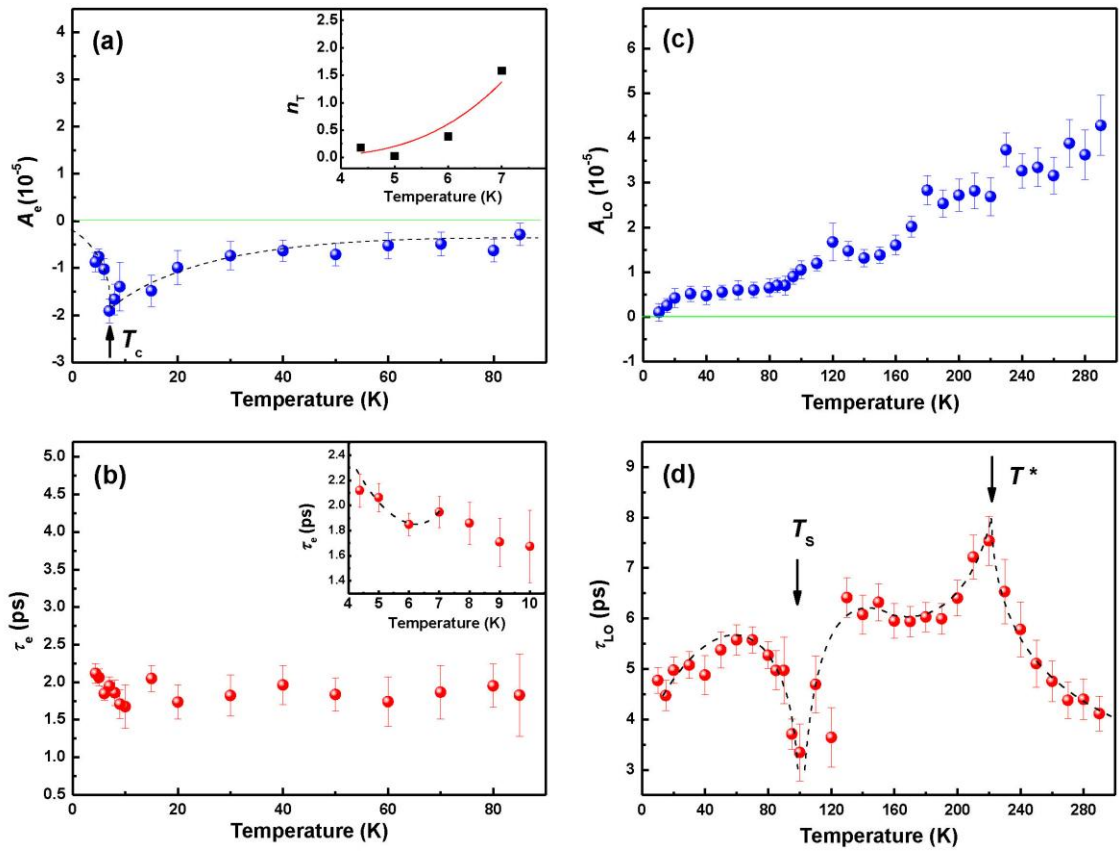 (a)
A_e (10^-5)
4
3
2
1
0
-1
-2
-3
0 20 40 60 80
Temperature (K)
T_c
n_T
2.5
2.0
1.5
1.0
0.5
0.0
4 5 6 7
Temperature (K)
(c)
A_LO (10^-5)
6
5
4
3
2
1
0
-1
0 40 80 120 160 200 240 280
Temperature (K)
(b)
τ_e (ps)
5.0
4.5
4.0
3.5
3.0
2.5
2.0
1.5
1.0
0.5
0 20 40 60 80
Temperature (K)
τ_e (ps)
2.4
2.2
2.0
1.8
1.6
1.4
4 5 6 7 8 9 10
Temperature (K)
(d)
τ_LO (ps)
9
8
7
6
5
4
3
0 40 80 120 160 200 240 280
Temperature (K)
T_S
T*